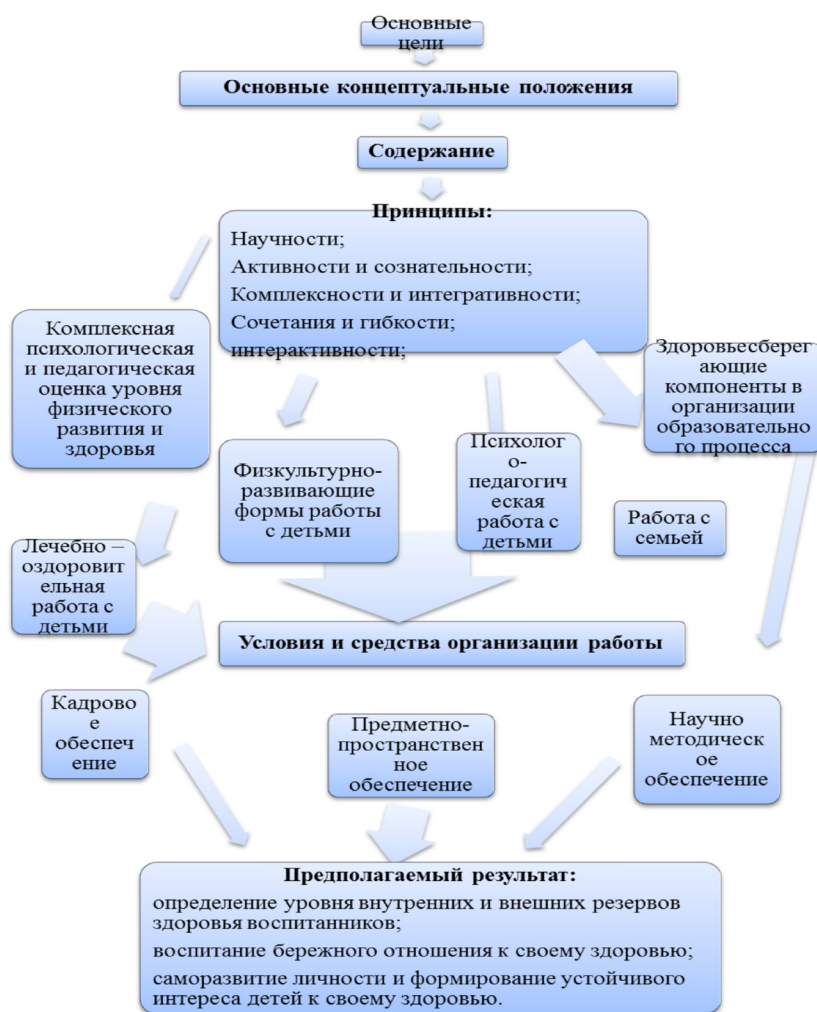 Основные
цели
Основные концептуальные положения
Содержание
Принципы:
Научности;
Активности и сознательности;
Комплексности и интегративности;
Сочетания и гибкости;
интерактивности;
Комплексная
психологическая
и педагогическая
оценка уровня
физического
развития и
здоровья
Здоровьесберег
ающие
компоненты в
организации
образовательно
го процесса
Физкультурно-
развивающие
формы работы
с детьми
Психолог
о-
педагогич
еская
работа с
детьми
Работа с
семьей
Лечебно –
оздоровит
ельная
работа с
детьми
Условия и средства организации работы
Кадрово
е
обеспеч
ение
Предметно-
пространствен
ное
обеспечение
Научно
методическ
ое
обеспечение
Предполагаемый результат:
определение уровня внутренних и внешних резервов
здоровья воспитанников;
воспитание бережного отношения к своему здоровью;
саморазвитие личности и формирование устойчивого
интереса детей к своему здоровью.